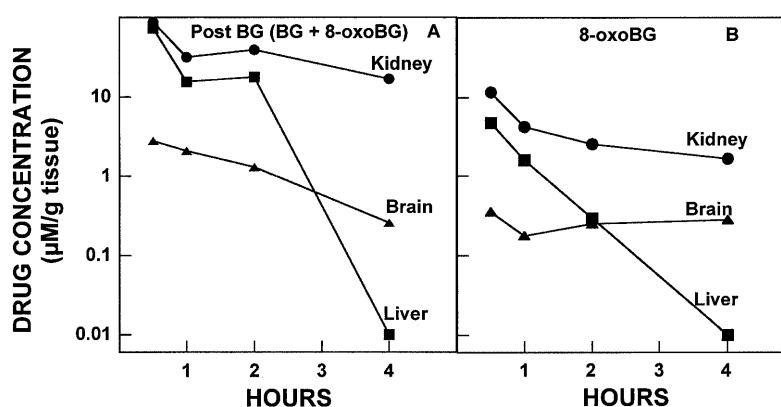 Post BG (BG + 8-oxoBG) A
8-oxoBG B
DRUG CONCENTRATION
(µM/g tissue)
10
1
0.1
0.01
Kidney
Brain
Liver
Kidney
Brain
Liver
1 2 3 4
1 2 3 4
HOURS
HOURS